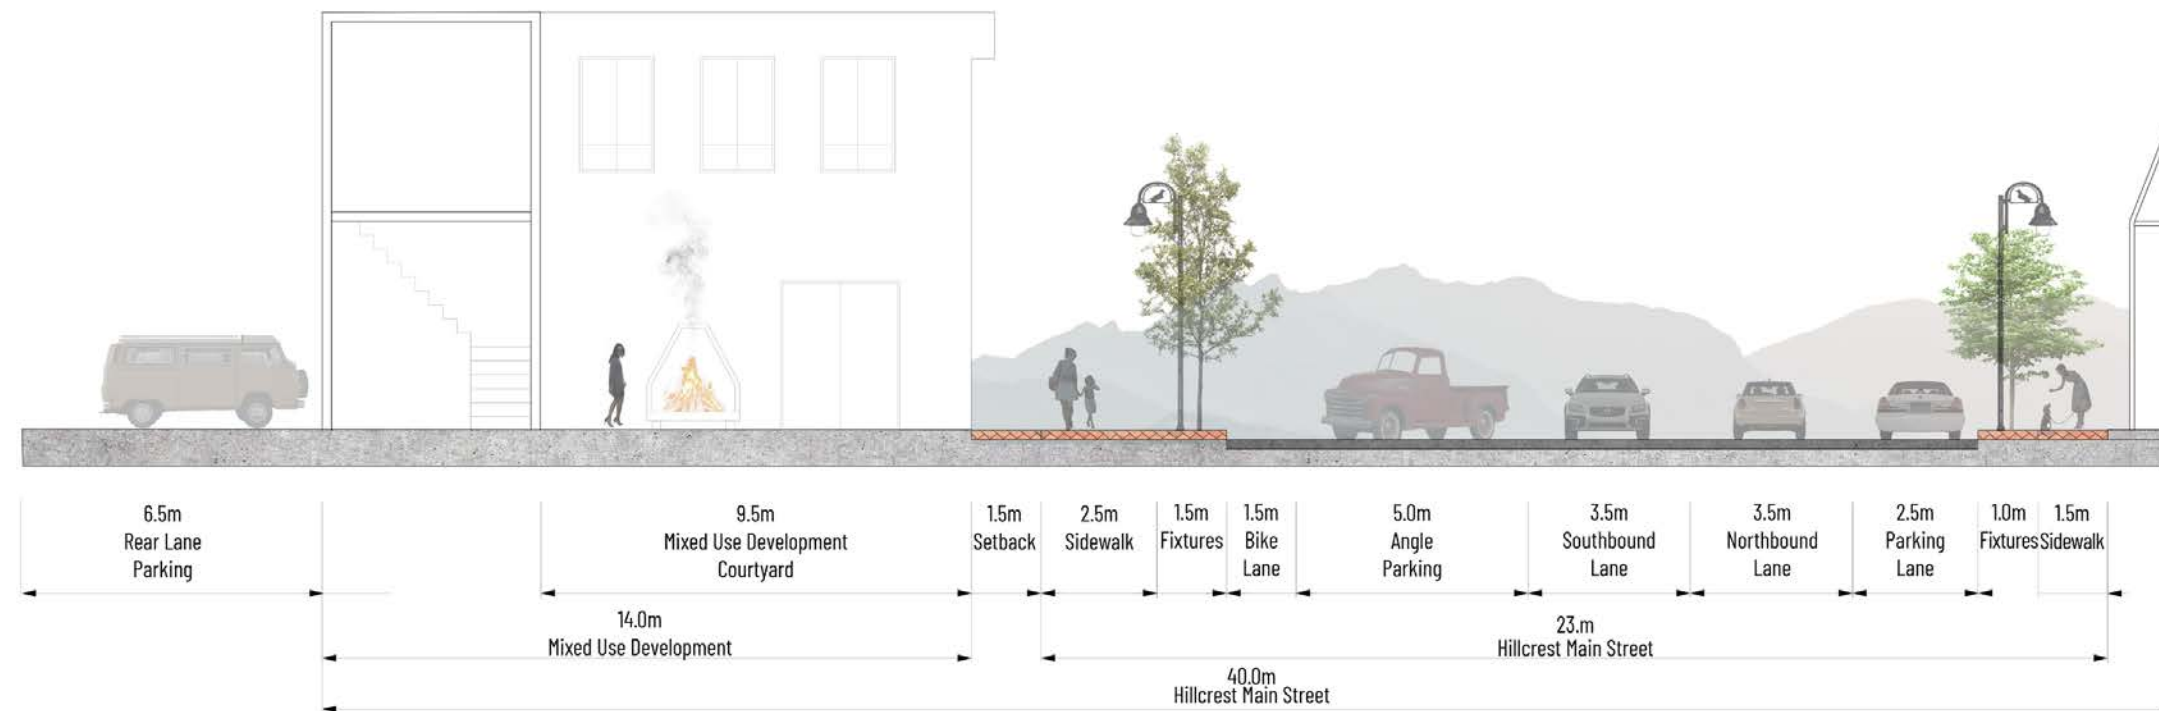 6.5m
Rear Lane
Parking
9.5m
Mixed Use Development
Courtyard
1.5m
Setback
2.5m
Sidewalk
1.5m
Fixtures
1.5m
Bike
Lane
5.0m
Angle
Parking
3.5m
Southbound
Lane
3.5m
Northbound
Lane
2.5m
Parking
Lane
1.0m
Fixtures
1.5m
Sidewalk
14.0m
Mixed Use Development
23.m
Hillcrest Main Street
40.0m
Hillcrest Main Street